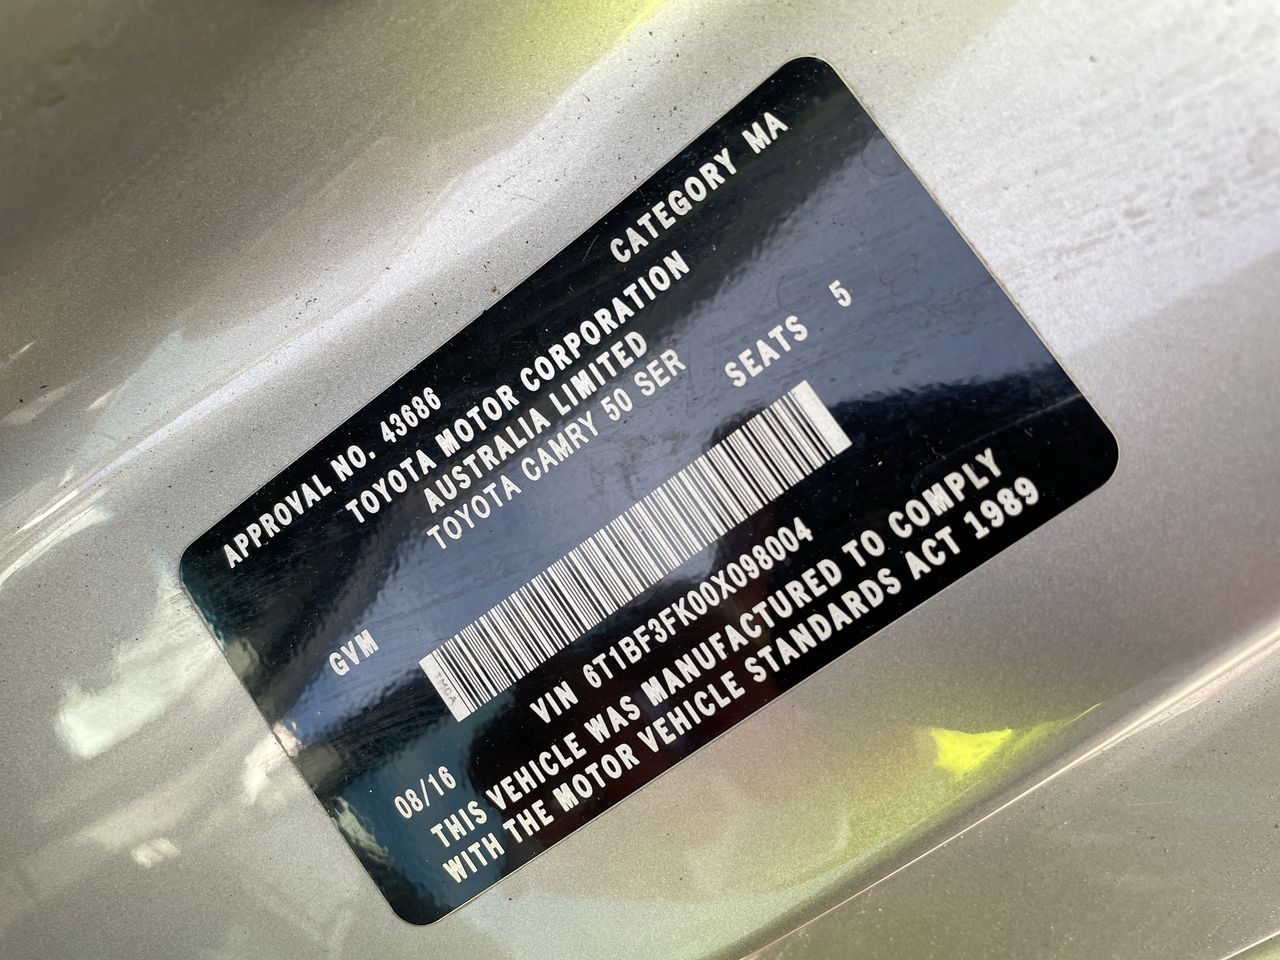 APPROVAL NO. 43686 CATEGORY MA
TOYOTA MOTOR CORPORATION
AUSTRALIA LIMITED
TOYOTA CAMRY 50 SER
GVM SEATS 5
TMCA
VIN 6T1BF3FK00X098004
08/16
THIS VEHICLE WAS MANUFACTURED TO COMPLY
WITH THE MOTOR VEHICLE STANDARDS ACT 1989